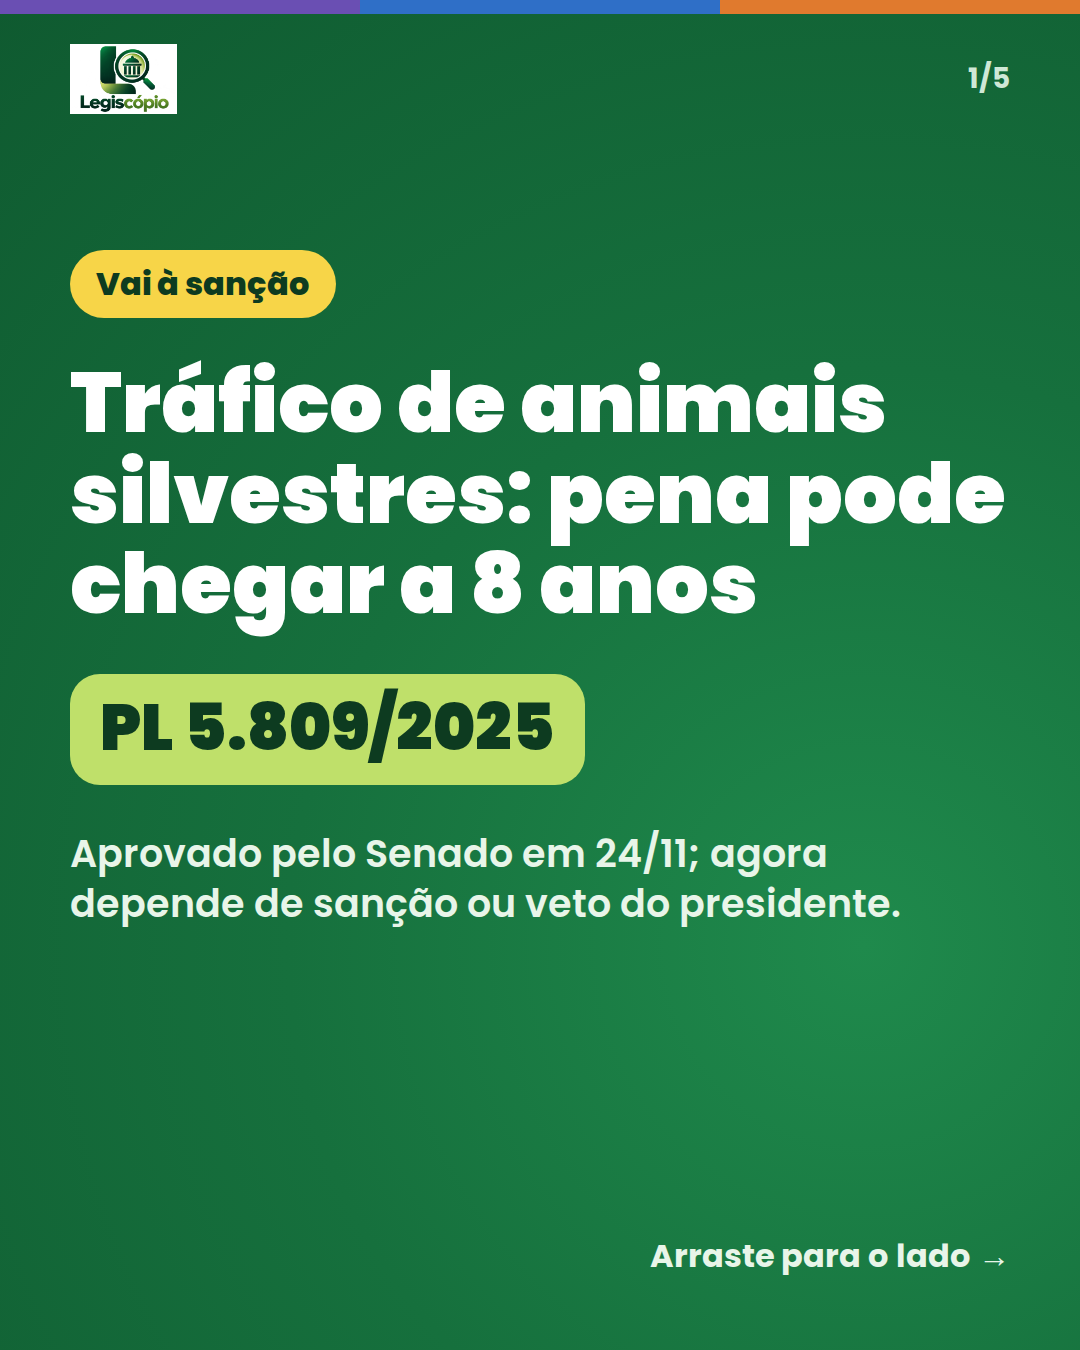 Legiscópio
1/5
Vai à sanção
Tráfico de animais
silvestres: pena pode
chegar a 8 anos
PL 5.809/2025
Aprovado pelo Senado em 24/11; agora
depende de sanção ou veto do presidente.
Arraste para o lado →